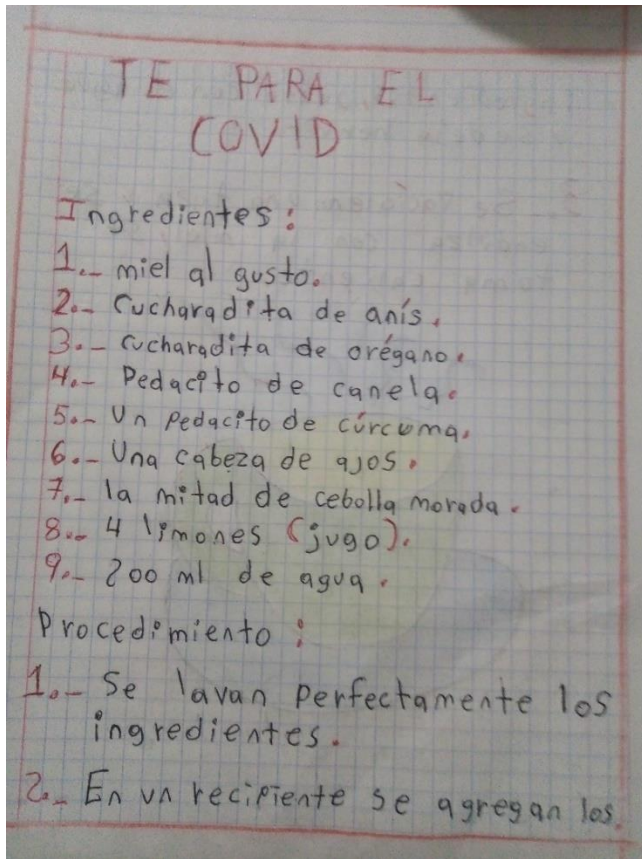 TE PARA EL
COVID
Ingredientes:
1.- miel al gusto.
2.- Cucharadita de anís.
3.- cucharadita de orégano.
4.- Pedacito de canela.
5.- Un pedacito de cúrcuma.
6.- Una cabeza de ajos.
7.- la mitad de cebolla morada.
8.- 4 limones (jugo).
9.- 200 ml de agua.
Procedimiento:
1.- Se lavan perfectamente los
ingredientes.
2.- En un recipiente se agregan los